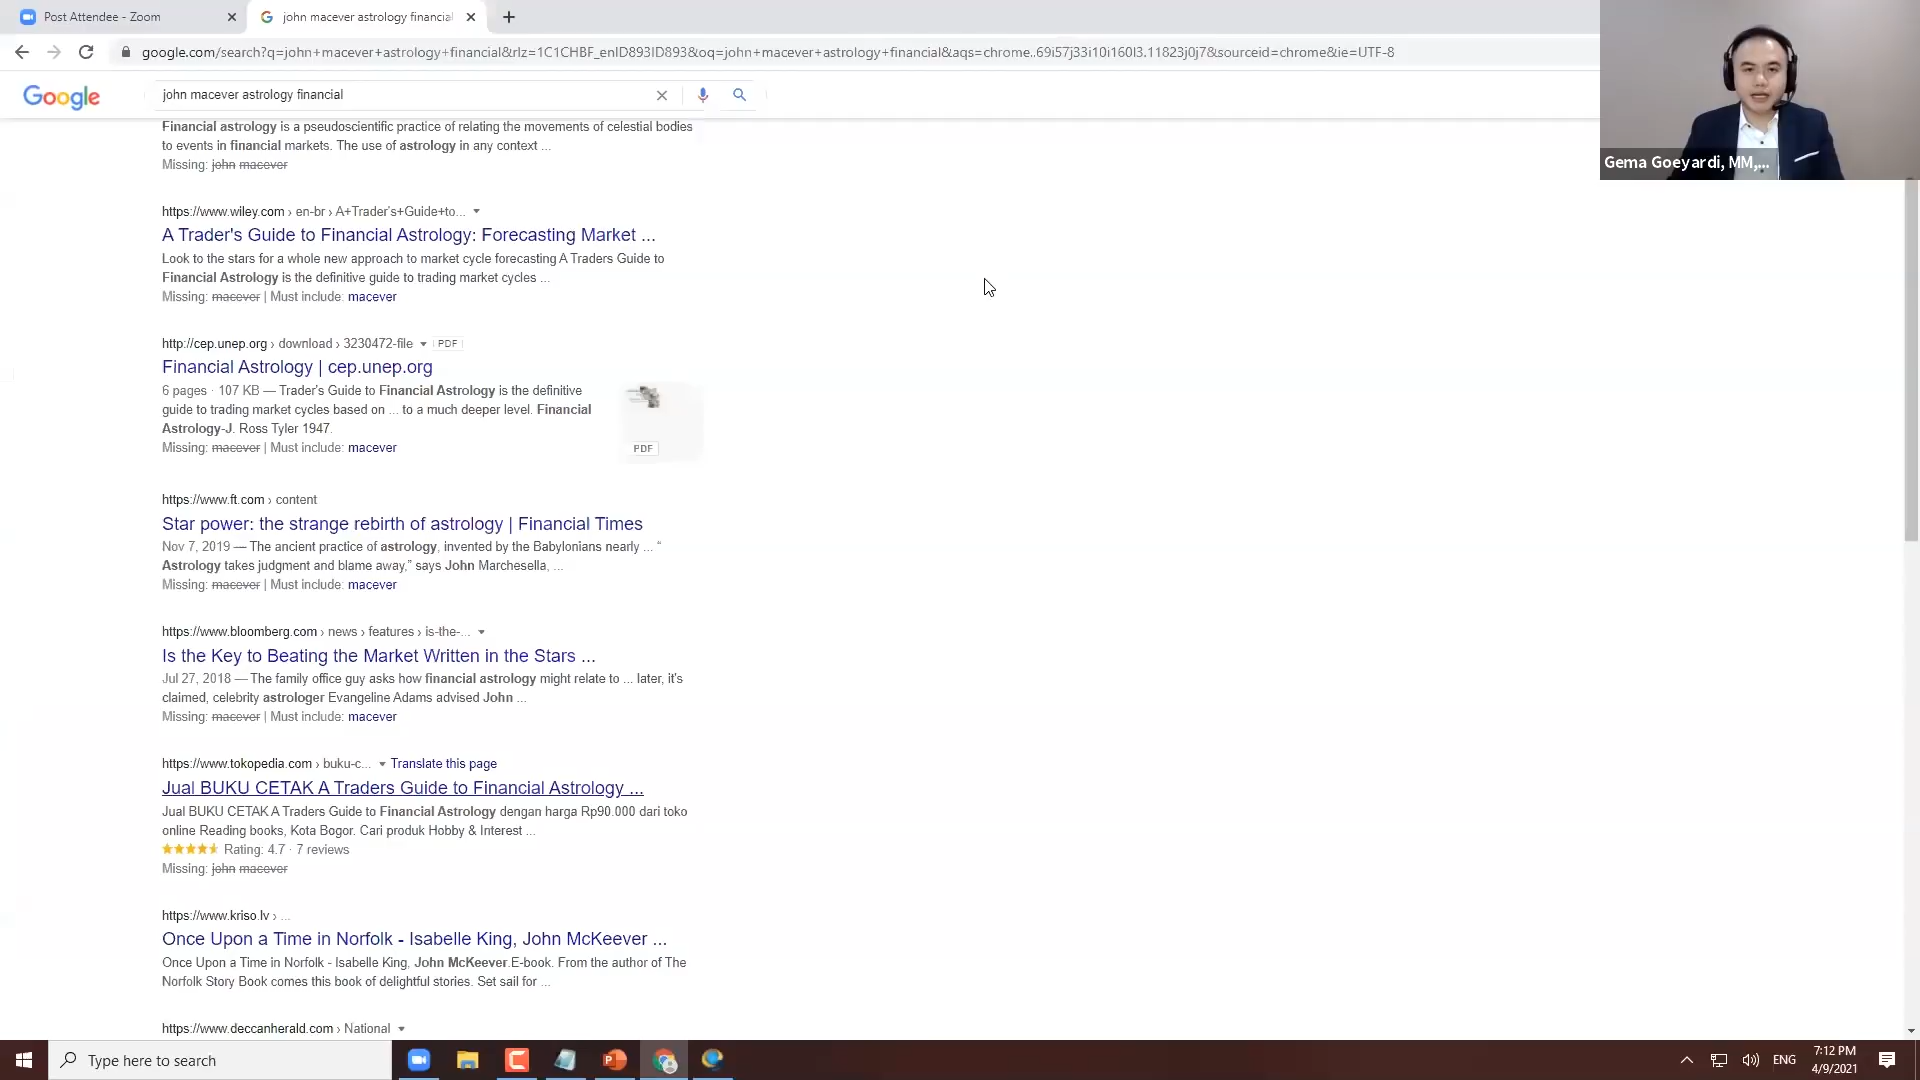 Post Attendee - Zoom
john macever astrology financial
google.com/search?q=john+macever+astrology+financial&rlz=1C1CHBF_enID893ID893&oq=john+macever+astrology+financial&aqs=chrome..69i57j33i10i160l3.11823j0j7&sourceid=chrome&ie=UTF-8
Google
john macever astrology financial
Gema Goeyardi, MM,...
Financial astrology is a pseudoscientific practice of relating the movements of celestial bodies
to events in financial markets. The use of astrology in any context ...
Missing: john macever
https://www.wiley.com › en-br › A+Trader's+Guide+to...
A Trader's Guide to Financial Astrology: Forecasting Market ...
Look to the stars for a whole new approach to market cycle forecasting A Traders Guide to
Financial Astrology is the definitive guide to trading market cycles ...
Missing: macever | Must include: macever
http://cep.unep.org › download › 3230472-file PDF
Financial Astrology | cep.unep.org
6 pages · 107 KB — Trader's Guide to Financial Astrology is the definitive
guide to trading market cycles based on ... to a much deeper level. Financial
Astrology-J. Ross Tyler 1947.
Missing: macever | Must include: macever
PDF
https://www.ft.com › content
Star power: the strange rebirth of astrology | Financial Times
Nov 7, 2019 — The ancient practice of astrology, invented by the Babylonians nearly ... “
Astrology takes judgment and blame away,” says John Marchesella, ...
Missing: macever | Must include: macever
https://www.bloomberg.com › news › features › is-the-...
Is the Key to Beating the Market Written in the Stars ...
Jul 27, 2018 — The family office guy asks how financial astrology might relate to ... later, it's
claimed, celebrity astrologer Evangeline Adams advised John ...
Missing: macever | Must include: macever
https://www.tokopedia.com › buku-c... Translate this page
Jual BUKU CETAK A Traders Guide to Financial Astrology ...
Jual BUKU CETAK A Traders Guide to Financial Astrology dengan harga Rp90.000 dari toko
online Reading books, Kota Bogor. Cari produk Hobby & Interest ...
Rating: 4.7 · 7 reviews
Missing: john macever
https://www.kriso.lv › ...
Once Upon a Time in Norfolk - Isabelle King, John McKeever ...
Once Upon a Time in Norfolk - Isabelle King, John McKeever.E-book. From the author of The
Norfolk Story Book comes this book of delightful stories. Set sail for ...
https://www.deccanherald.com › National
Type here to search
ENG
7:12 PM
4/9/2021